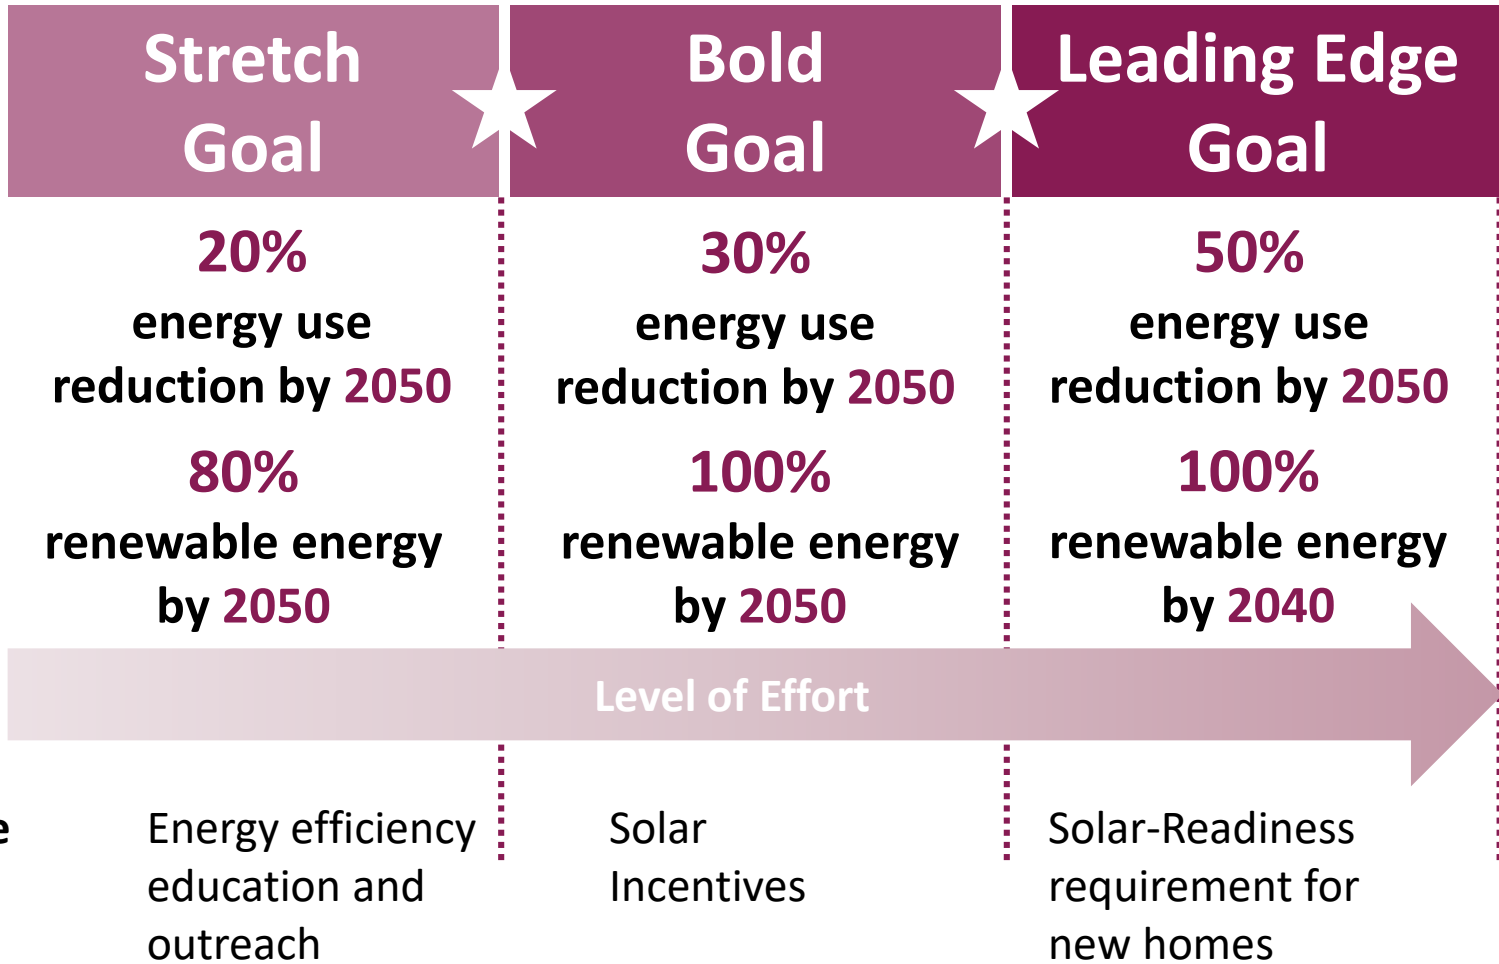 Stretch
Goal
Bold
Goal
Leading Edge
Goal
20%
energy use
reduction by 2050
80%
renewable energy
by 2050
30%
energy use
reduction by 2050
100%
renewable energy
by 2050
50%
energy use
reduction by 2050
100%
renewable energy
by 2040
Level of Effort
Energy efficiency
education and
outreach
Solar
Incentives
Solar-Readiness
requirement for
new homes